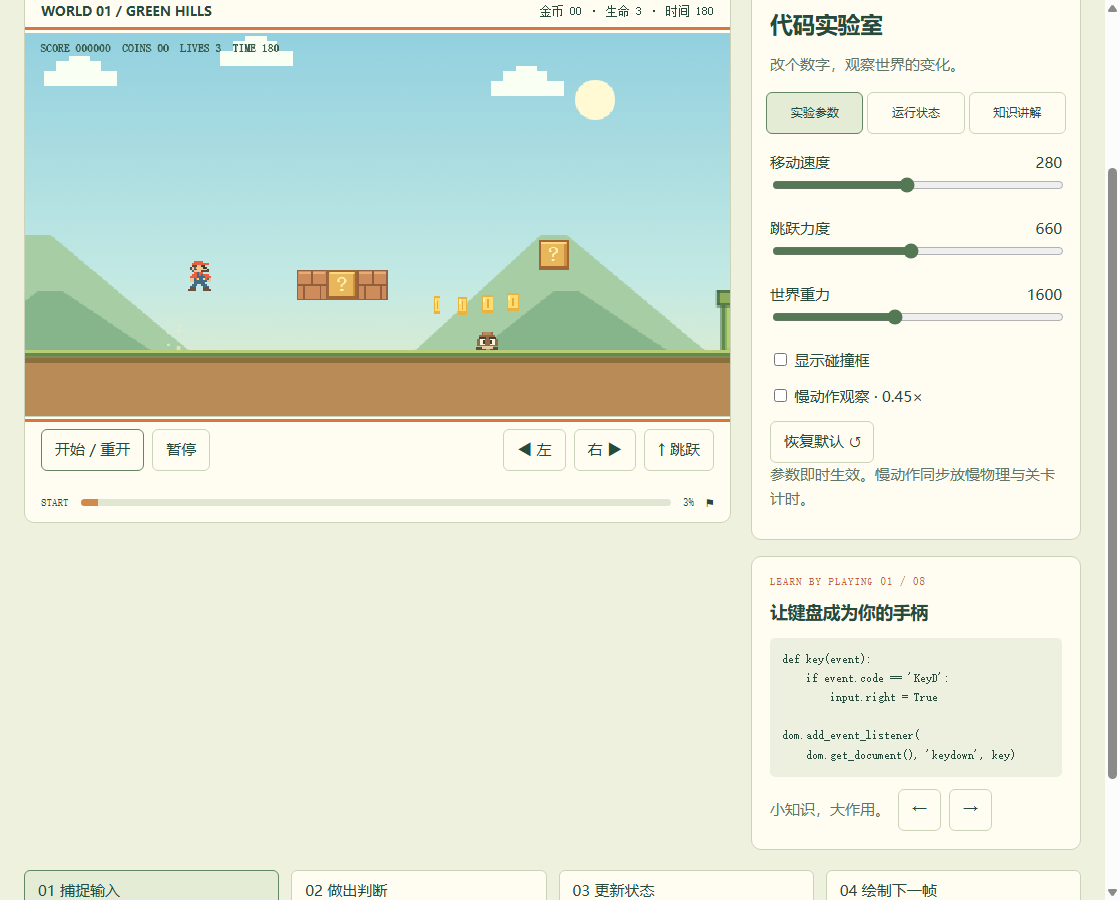 WORLD 01 / GREEN HILLS
金币 00 · 生命 3 · 时间 180
SCORE 000000 COINS 00 LIVES 3 TIME 180
?
?
开始 / 重开
暂停
◀ 左
右 ▶
↑ 跳跃
START
3% ⚑
代码实验室
改个数字，观察世界的变化。
实验参数
运行状态
知识讲解
移动速度 280
跳跃力度 660
世界重力 1600
显示碰撞框
慢动作观察 · 0.45×
恢复默认 ↺
参数即时生效。慢动作同步放慢物理与关卡
计时。
LEARN BY PLAYING 01 / 08
让键盘成为你的手柄
def key(event):
    if event.code == 'KeyD':
        input.right = True
dom.add_event_listener(
    dom.get_document(), 'keydown', key)
小知识，大作用。 ← →
01 捕捉输入
02 做出判断
03 更新状态
04 绘制下一帧